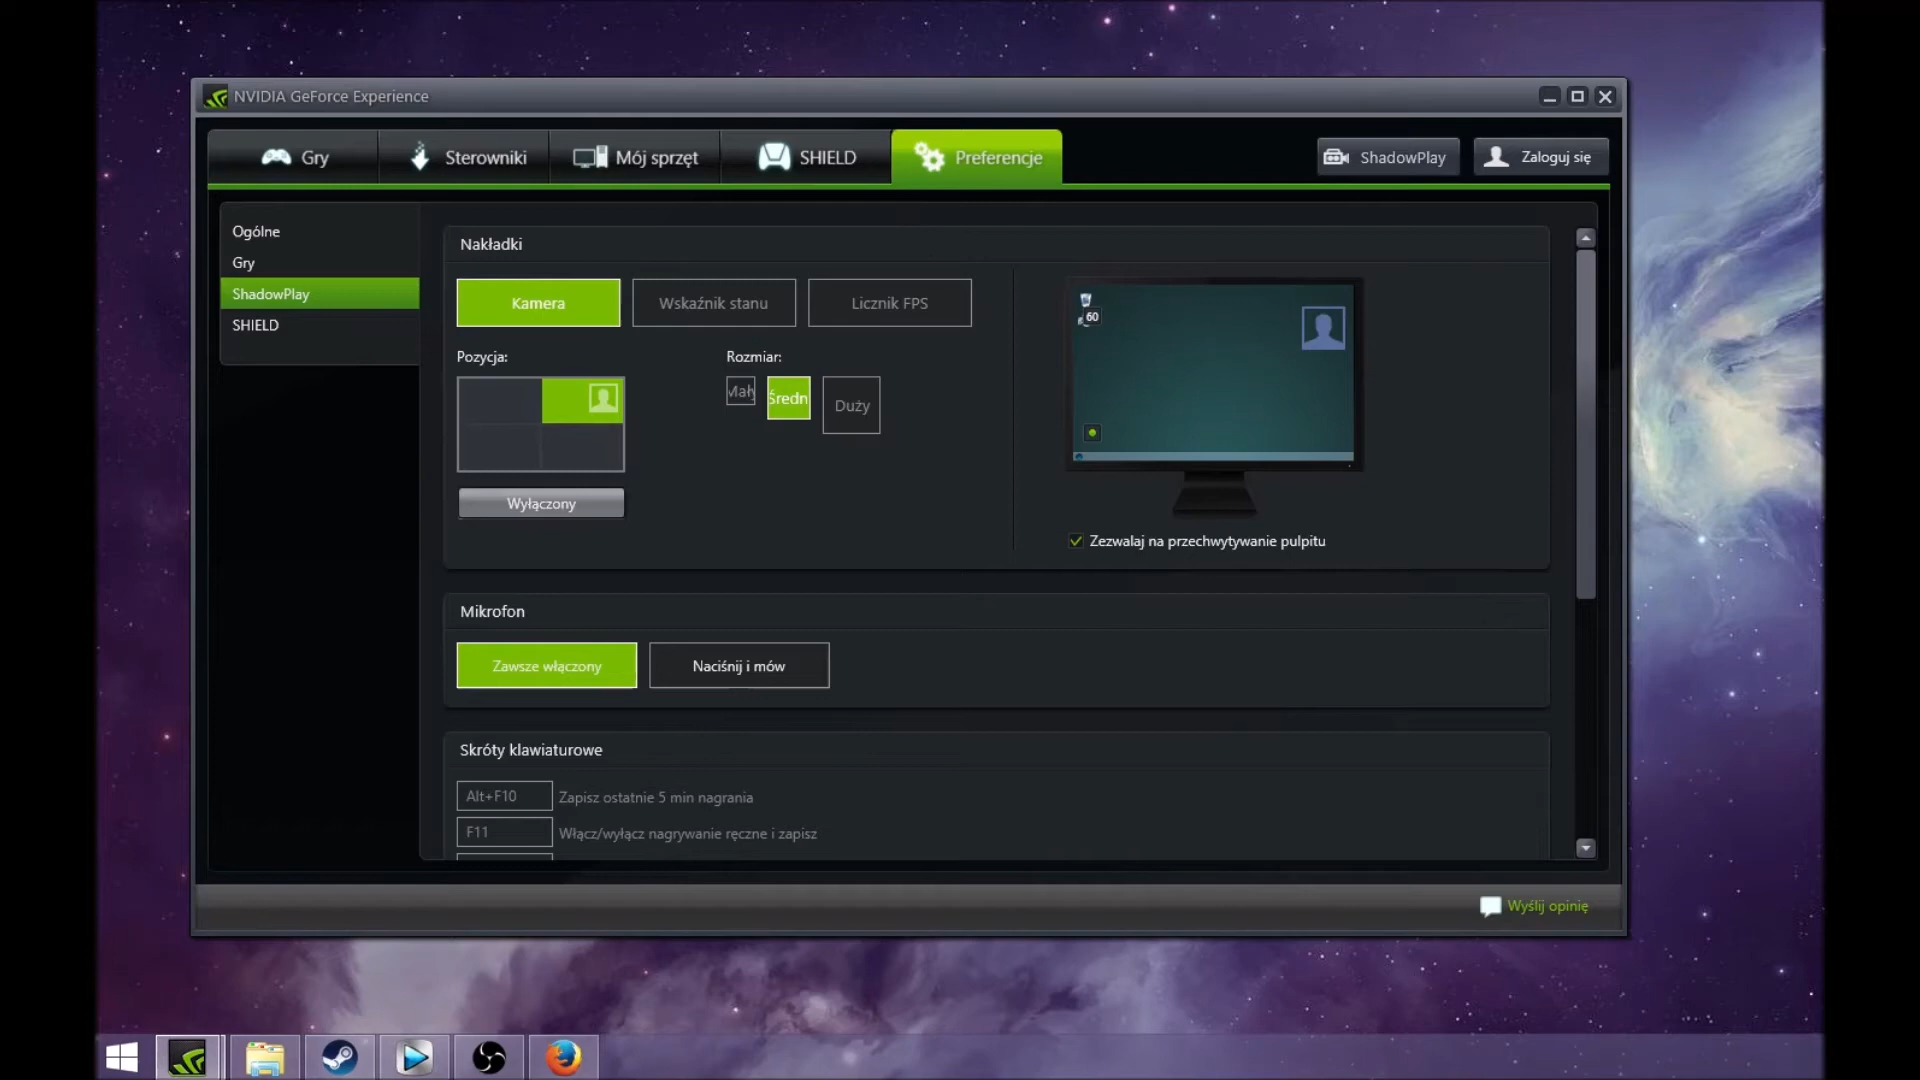 NVIDIA GeForce Experience
Gry
Sterowniki
Mój sprzęt
SHIELD
Preferencje
ShadowPlay
Zaloguj się
Ogólne
Gry
ShadowPlay
SHIELD
Nakładki
Kamera
Wskaźnik stanu
Licznik FPS
60
Pozycja:
Rozmiar:
Mały
Średn
Duży
Wyłączony
Zezwalaj na przechwytywanie pulpitu
Mikrofon
Zawsze włączony
Naciśnij i mów
Skróty klawiaturowe
Alt+F10 Zapisz ostatnie 5 min nagrania
F11 Włącz/wyłącz nagrywanie ręczne i zapisz
Wyślij opinię